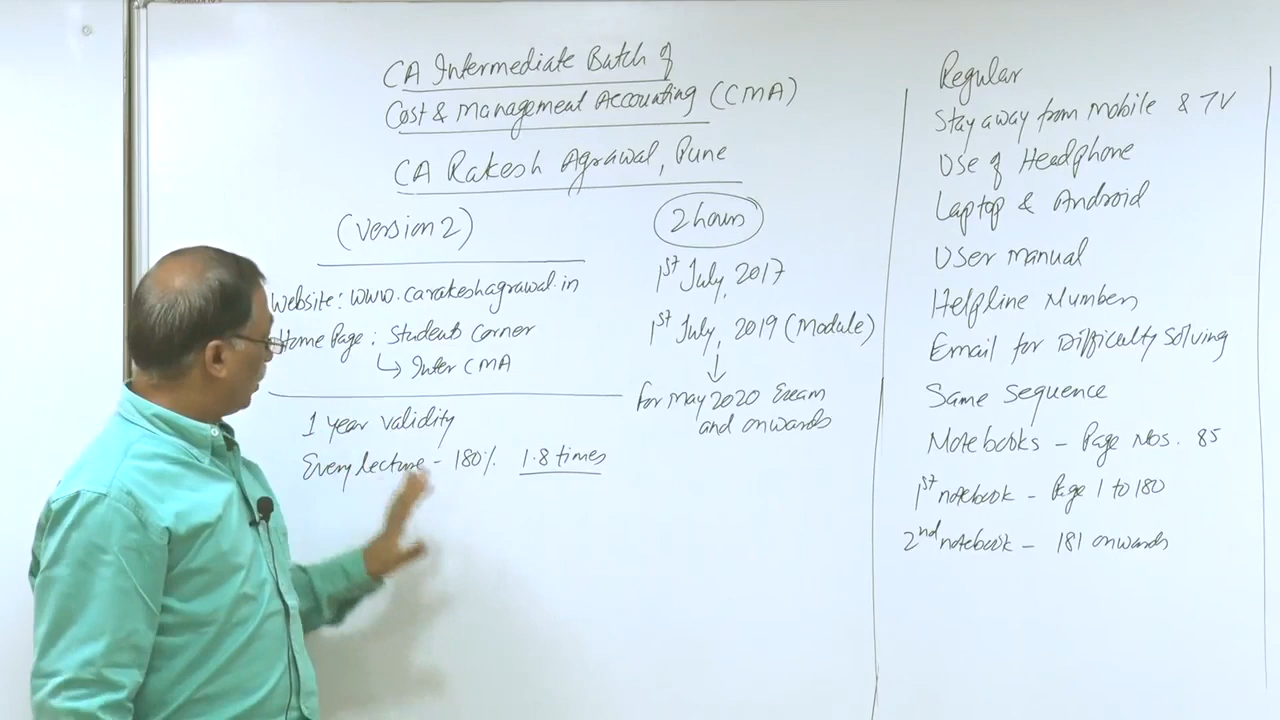 CA Intermediate Batch of
Cost & Management Accounting (CMA)
CA Rakesh Agrawal, Pune
(Version 2)
Website: www.carakeshagrawal.in
Home Page : Students Corner
↳ Inter CMA
1 year validity
Every lecture - 180% 1.8 times
2 hours
1st July, 2017
1st July, 2019 (Module)
↓
for May 2020 Exam
and onwards
Regular
Stay away from Mobile & TV
Use of Headphone
Laptop & Android
User manual
Helpline Numbers
Email for Difficulty Solving
Same Sequence
Notebooks - Page Nos. 85
1st notebook - Page 1 to 180
2nd notebook - 181 onwards